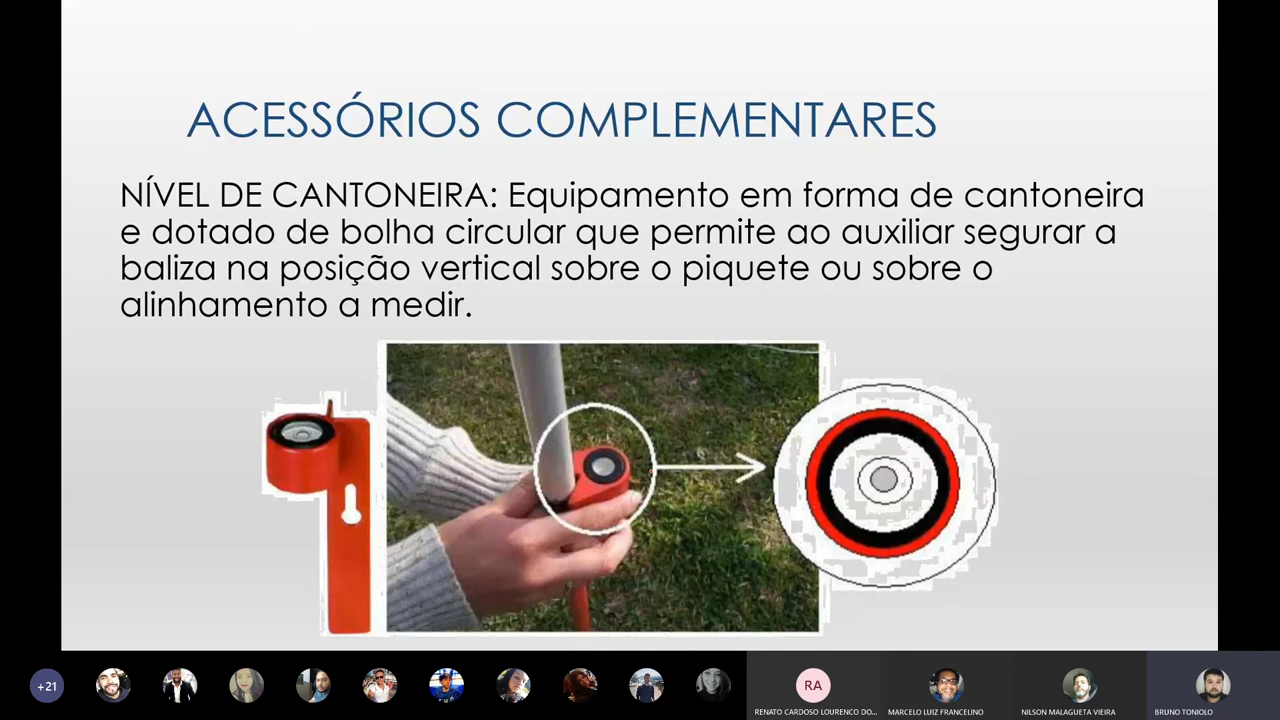 ACESSÓRIOS COMPLEMENTARES
NÍVEL DE CANTONEIRA: Equipamento em forma de cantoneira
e dotado de bolha circular que permite ao auxiliar segurar a
baliza na posição vertical sobre o piquete ou sobre o
alinhamento a medir.
+21
RA
RENATO CARDOSO LOURENCO DO...
MARCELO LUIZ FRANCELINO
NILSON MALAGUETA VIEIRA
BRUNO TONIOLO